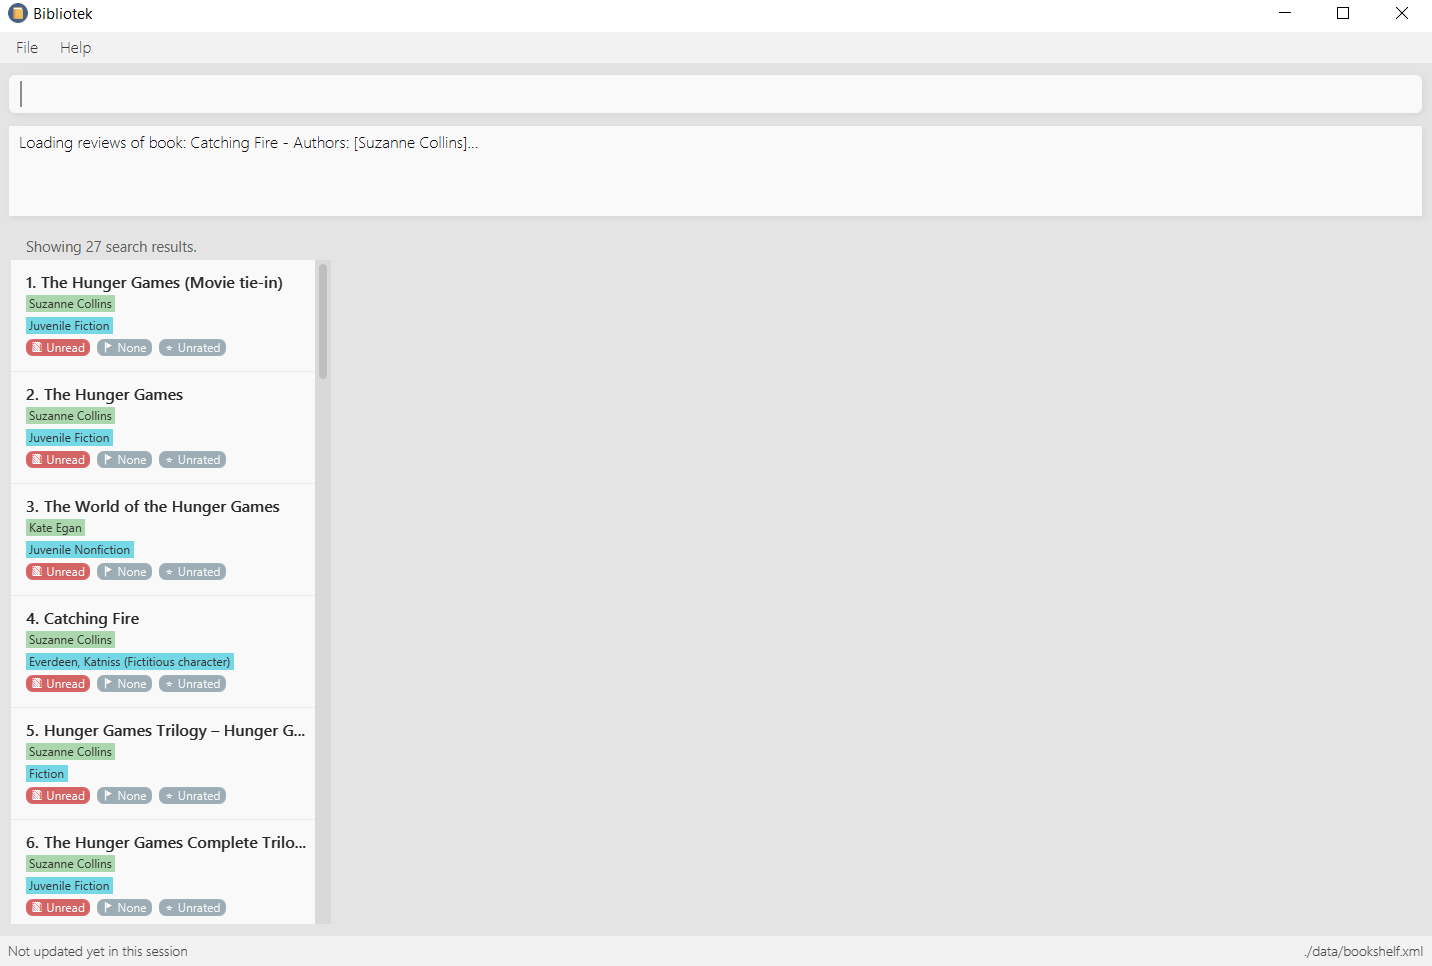 Bibliotek
File Help
Loading reviews of book: Catching Fire - Authors: [Suzanne Collins]...
Showing 27 search results.
1. The Hunger Games (Movie tie-in)
Suzanne Collins
Juvenile Fiction
Unread None Unrated
2. The Hunger Games
Suzanne Collins
Juvenile Fiction
Unread None Unrated
3. The World of the Hunger Games
Kate Egan
Juvenile Nonfiction
Unread None Unrated
4. Catching Fire
Suzanne Collins
Everdeen, Katniss (Fictitious character)
Unread None Unrated
5. Hunger Games Trilogy – Hunger G...
Suzanne Collins
Fiction
Unread None Unrated
6. The Hunger Games Complete Trilo...
Suzanne Collins
Juvenile Fiction
Unread None Unrated
Not updated yet in this session ./data/bookshelf.xml